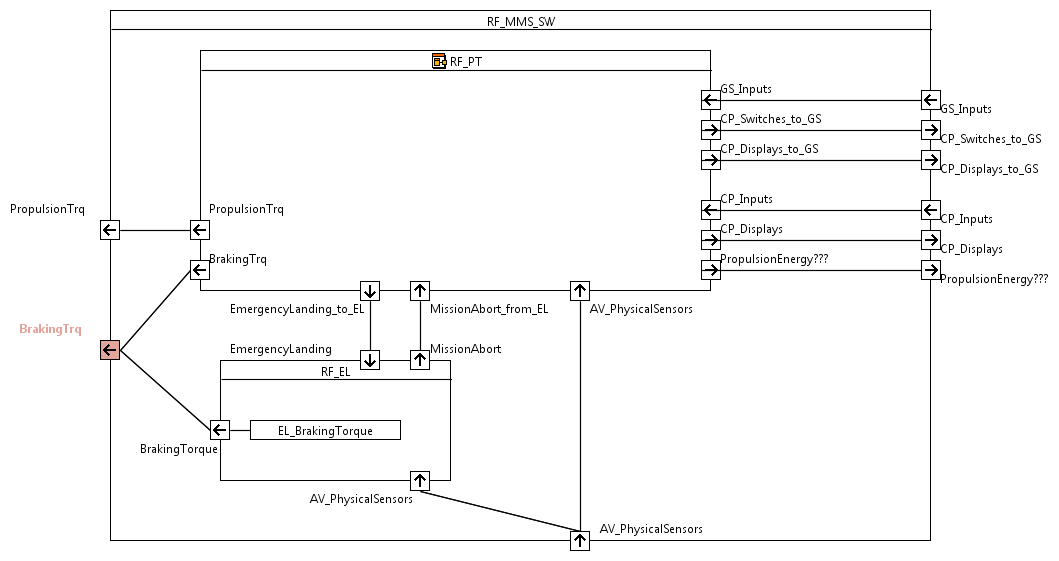 RF_MMS_SW
RF_PT
GS_Inputs
GS_Inputs
CP_Switches_to_GS
CP_Switches_to_GS
CP_Displays_to_GS
CP_Displays_to_GS
PropulsionTrq
PropulsionTrq
CP_Inputs
CP_Inputs
CP_Displays
CP_Displays
BrakingTrq
PropulsionEnergy???
PropulsionEnergy???
EmergencyLanding_to_EL
MissionAbort_from_EL
AV_PhysicalSensors
BrakingTrq
EmergencyLanding
MissionAbort
RF_EL
EL_BrakingTorque
BrakingTorque
AV_PhysicalSensors
AV_PhysicalSensors